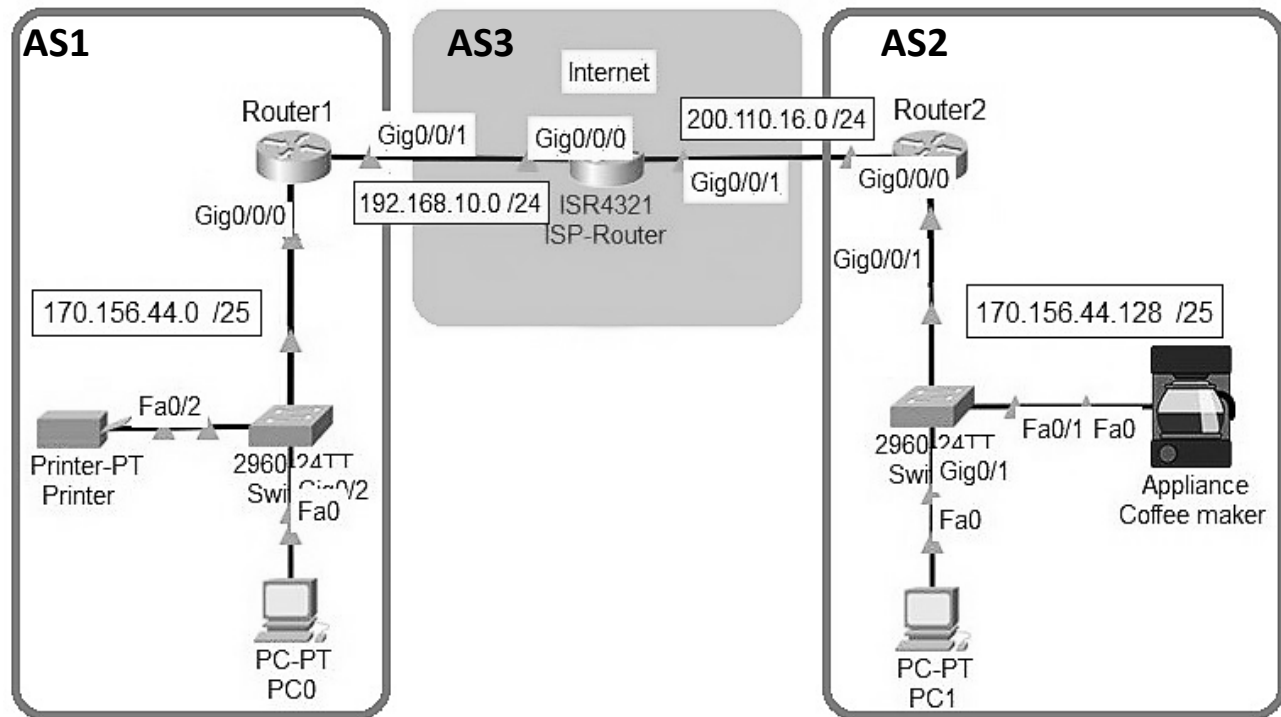 AS1
AS3
AS2
Internet
Router1
Gig0/0/1
Gig0/0/0
200.110.16.0 /24
Router2
Gig0/0/1
Gig0/0/0
192.168.10.0 /24
ISR4321
ISP-Router
Gig0/0/0
Gig0/0/1
170.156.44.0 /25
170.156.44.128 /25
Fa0/2
Printer-PT
Printer
2960
Fa0
PC-PT
PC0
Fa0/1 Fa0
2960
Gig0/1
Fa0
Appliance
Coffee maker
PC-PT
PC1